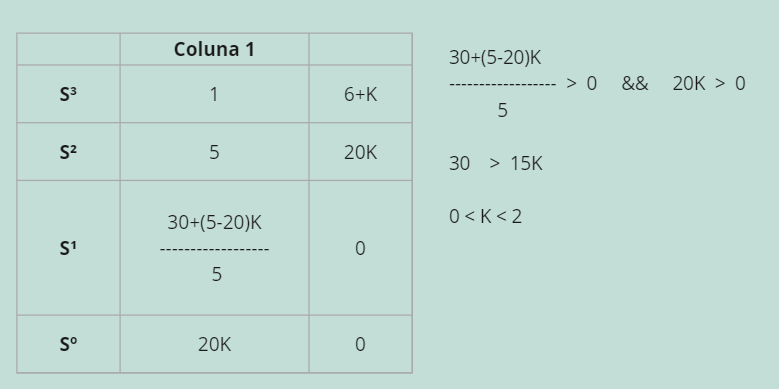 Coluna 1
S³ 1 6+K
S² 5 20K
30+(5-20)K
S¹ ------------------ 0
5
Sº 20K 0
30+(5-20)K
------------------ > 0 && 20K > 0
5
30 > 15K
0 < K < 2